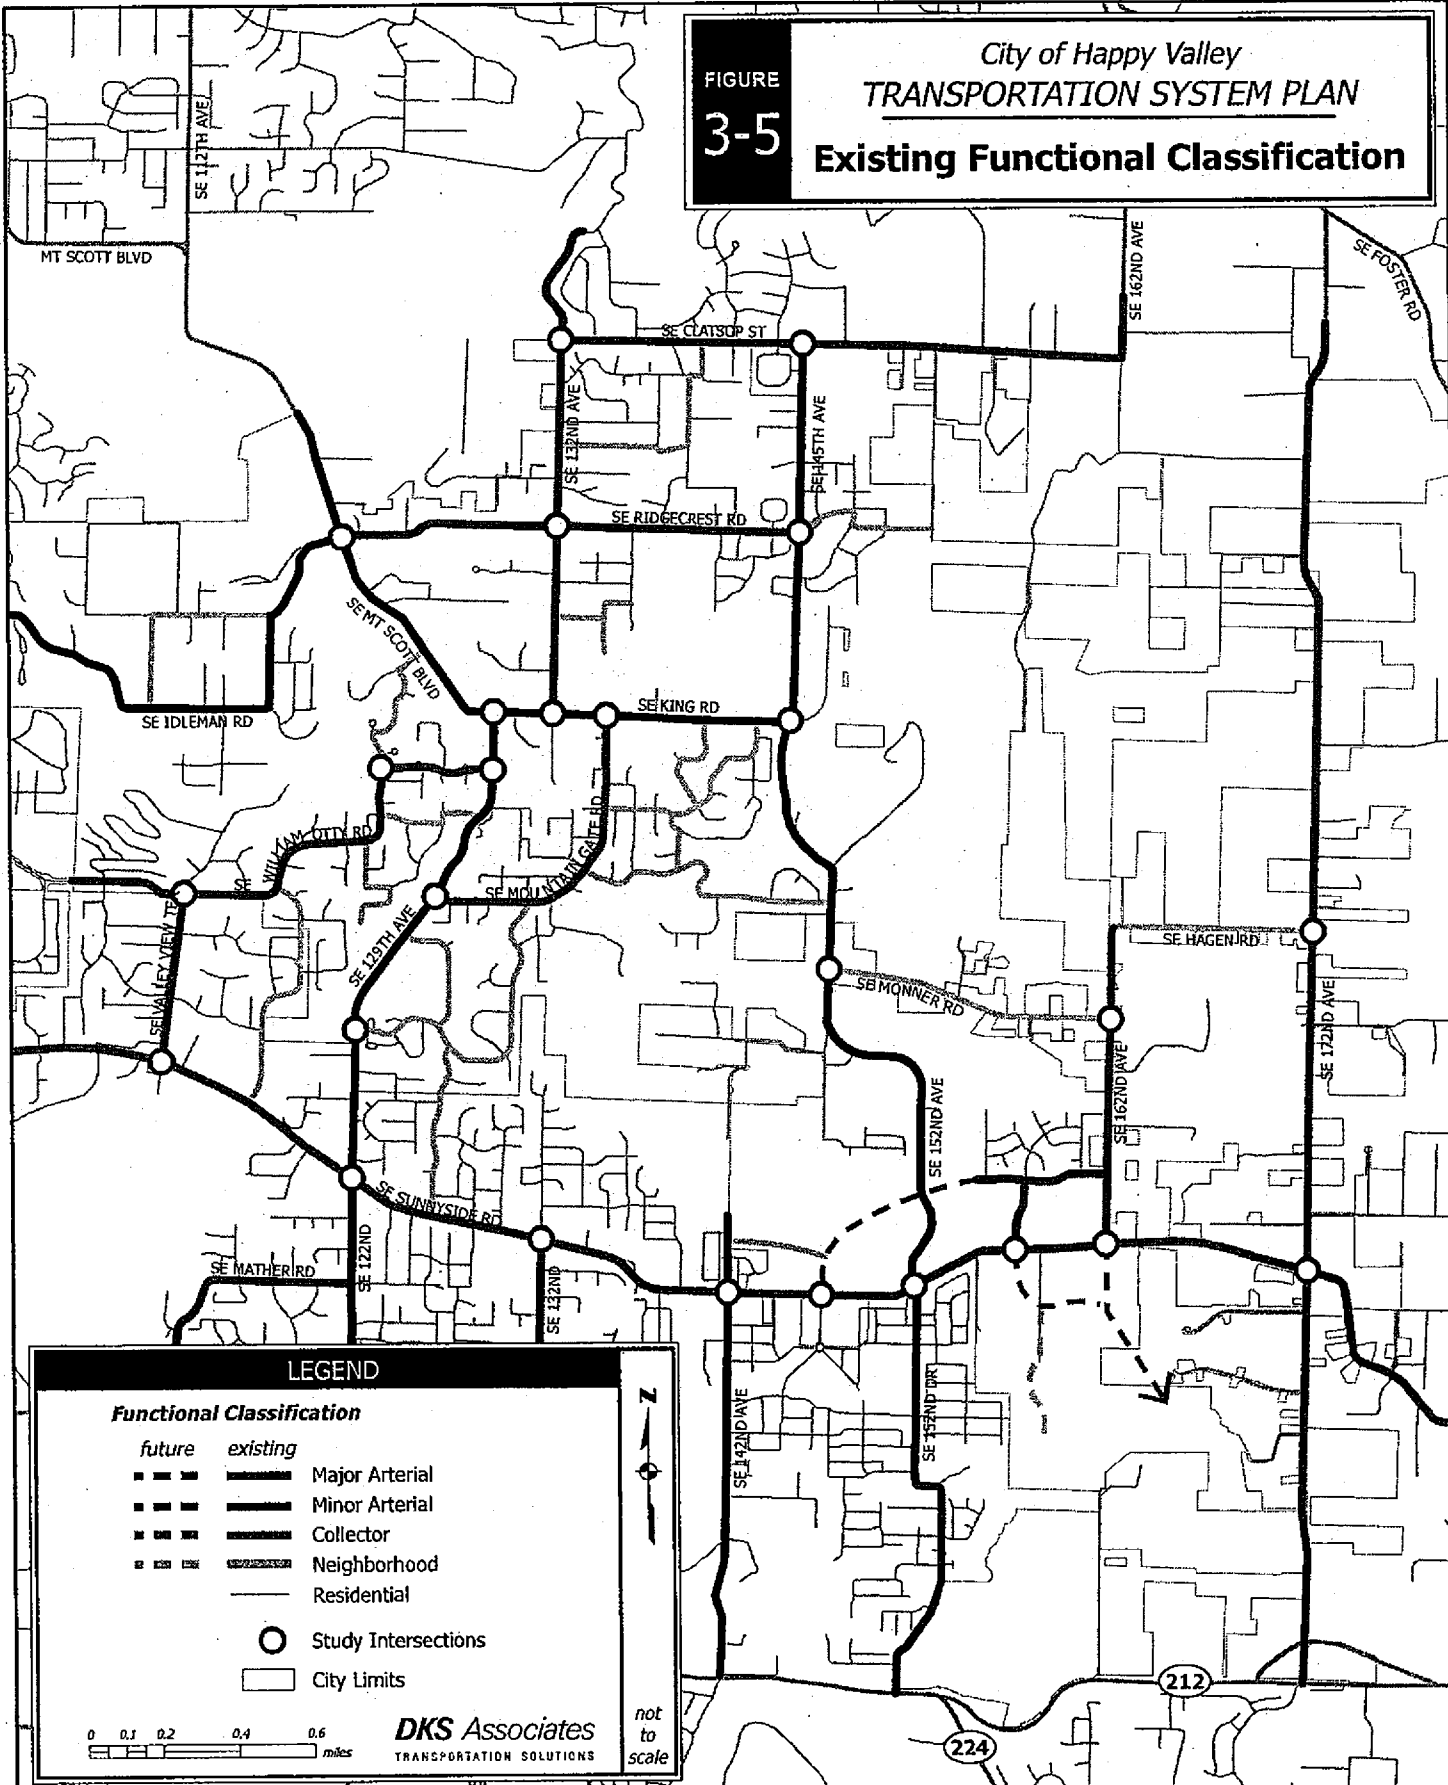 FIGURE
3-5
City of Happy Valley
TRANSPORTATION SYSTEM PLAN
Existing Functional Classification
SE 112TH AVE
MT SCOTT BLVD
SE 162ND AVE
SE FOSTER RD
SE CLATSOP ST
SE 132ND AVE
SE 145TH AVE
SE RIDGECREST RD
SE MT SCOTT BLVD
SE IDLEMAN RD
SE KING RD
SE WILLIAM OTTY RD
SE MOUNTAIN GATE RD
SE 129TH AVE
SE VALLEY VIEW TE
SE HAGEN RD
SE MONNER RD
SE 172ND AVE
SE 162ND AVE
SE 152ND AVE
SE SUNNYSIDE RD
SE 122ND
SE MATHER RD
SE 132ND
SE 142ND AVE
SE 152ND DR
212
224
LEGEND
Functional Classification
future existing
Major Arterial
Minor Arterial
Collector
Neighborhood
Residential
Study Intersections
City Limits
0 0.1 0.2 0.4 0.6
miles
DKS Associates
TRANSPORTATION SOLUTIONS
N
not
to
scale